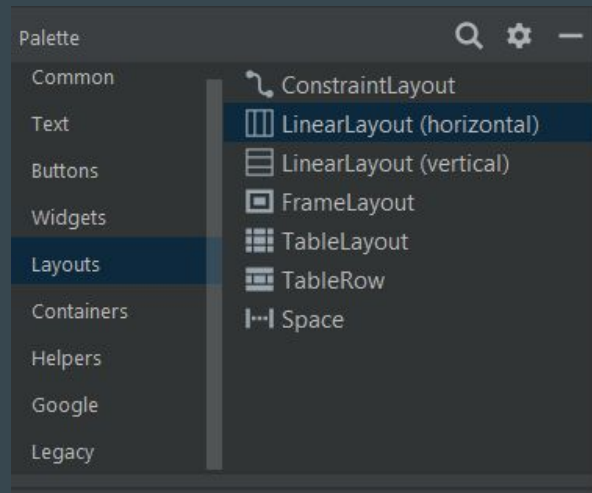 Palette
Common
Text
Buttons
Widgets
Layouts
Containers
Helpers
Google
Legacy
ConstraintLayout
LinearLayout (horizontal)
LinearLayout (vertical)
FrameLayout
TableLayout
TableRow
Space